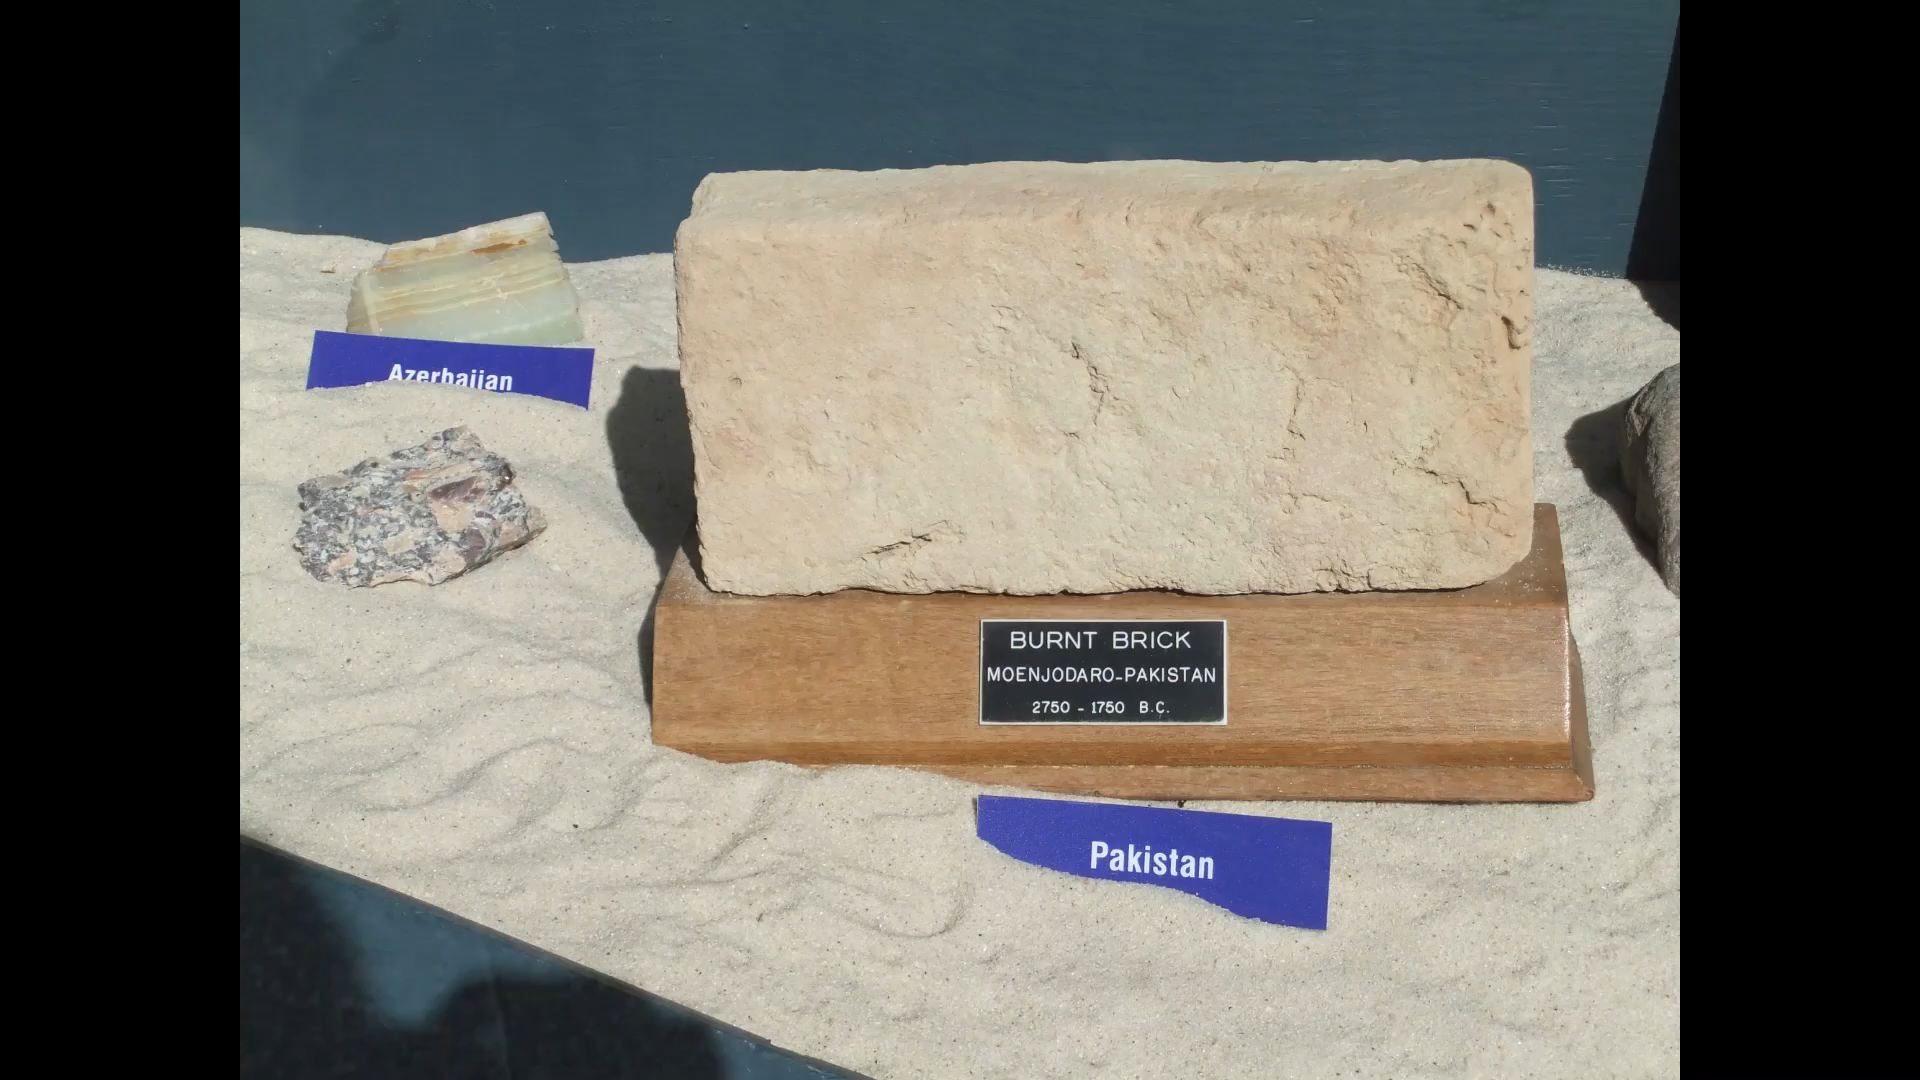 Azerbaijan
BURNT BRICK
MOENJODARO-PAKISTAN
2750 - 1750 B.C.
Pakistan